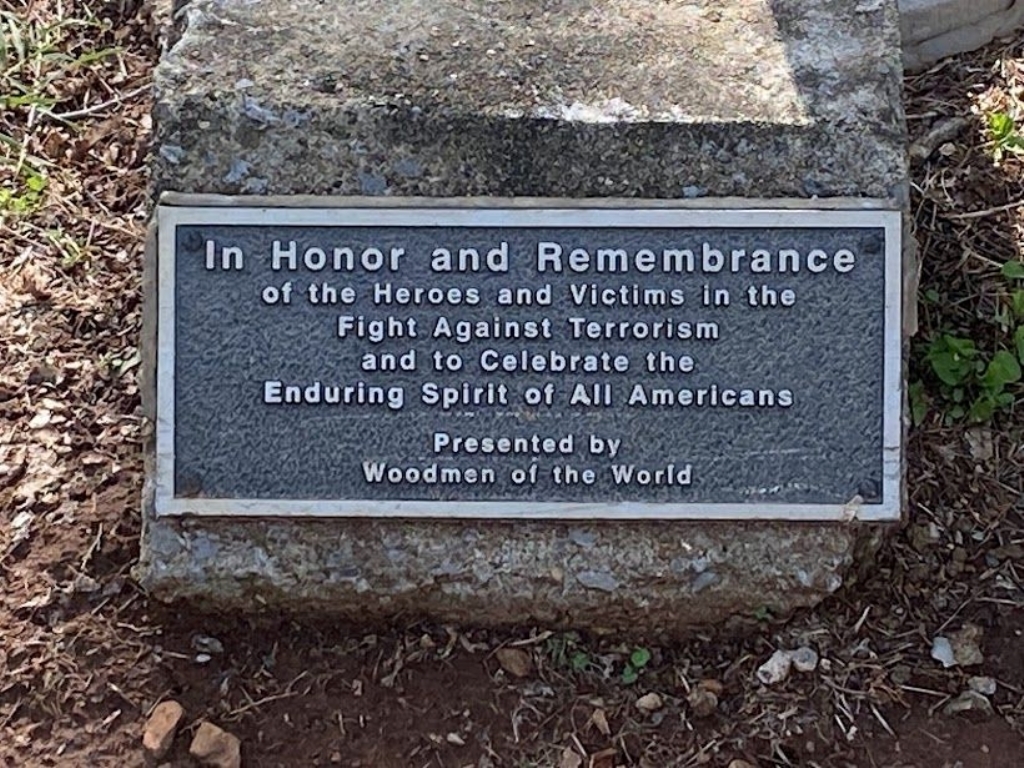 In Honor and Remembrance
of the Heroes and Victims in the
Fight Against Terrorism
and to Celebrate the
Enduring Spirit of All Americans
Presented by
Woodmen of the World